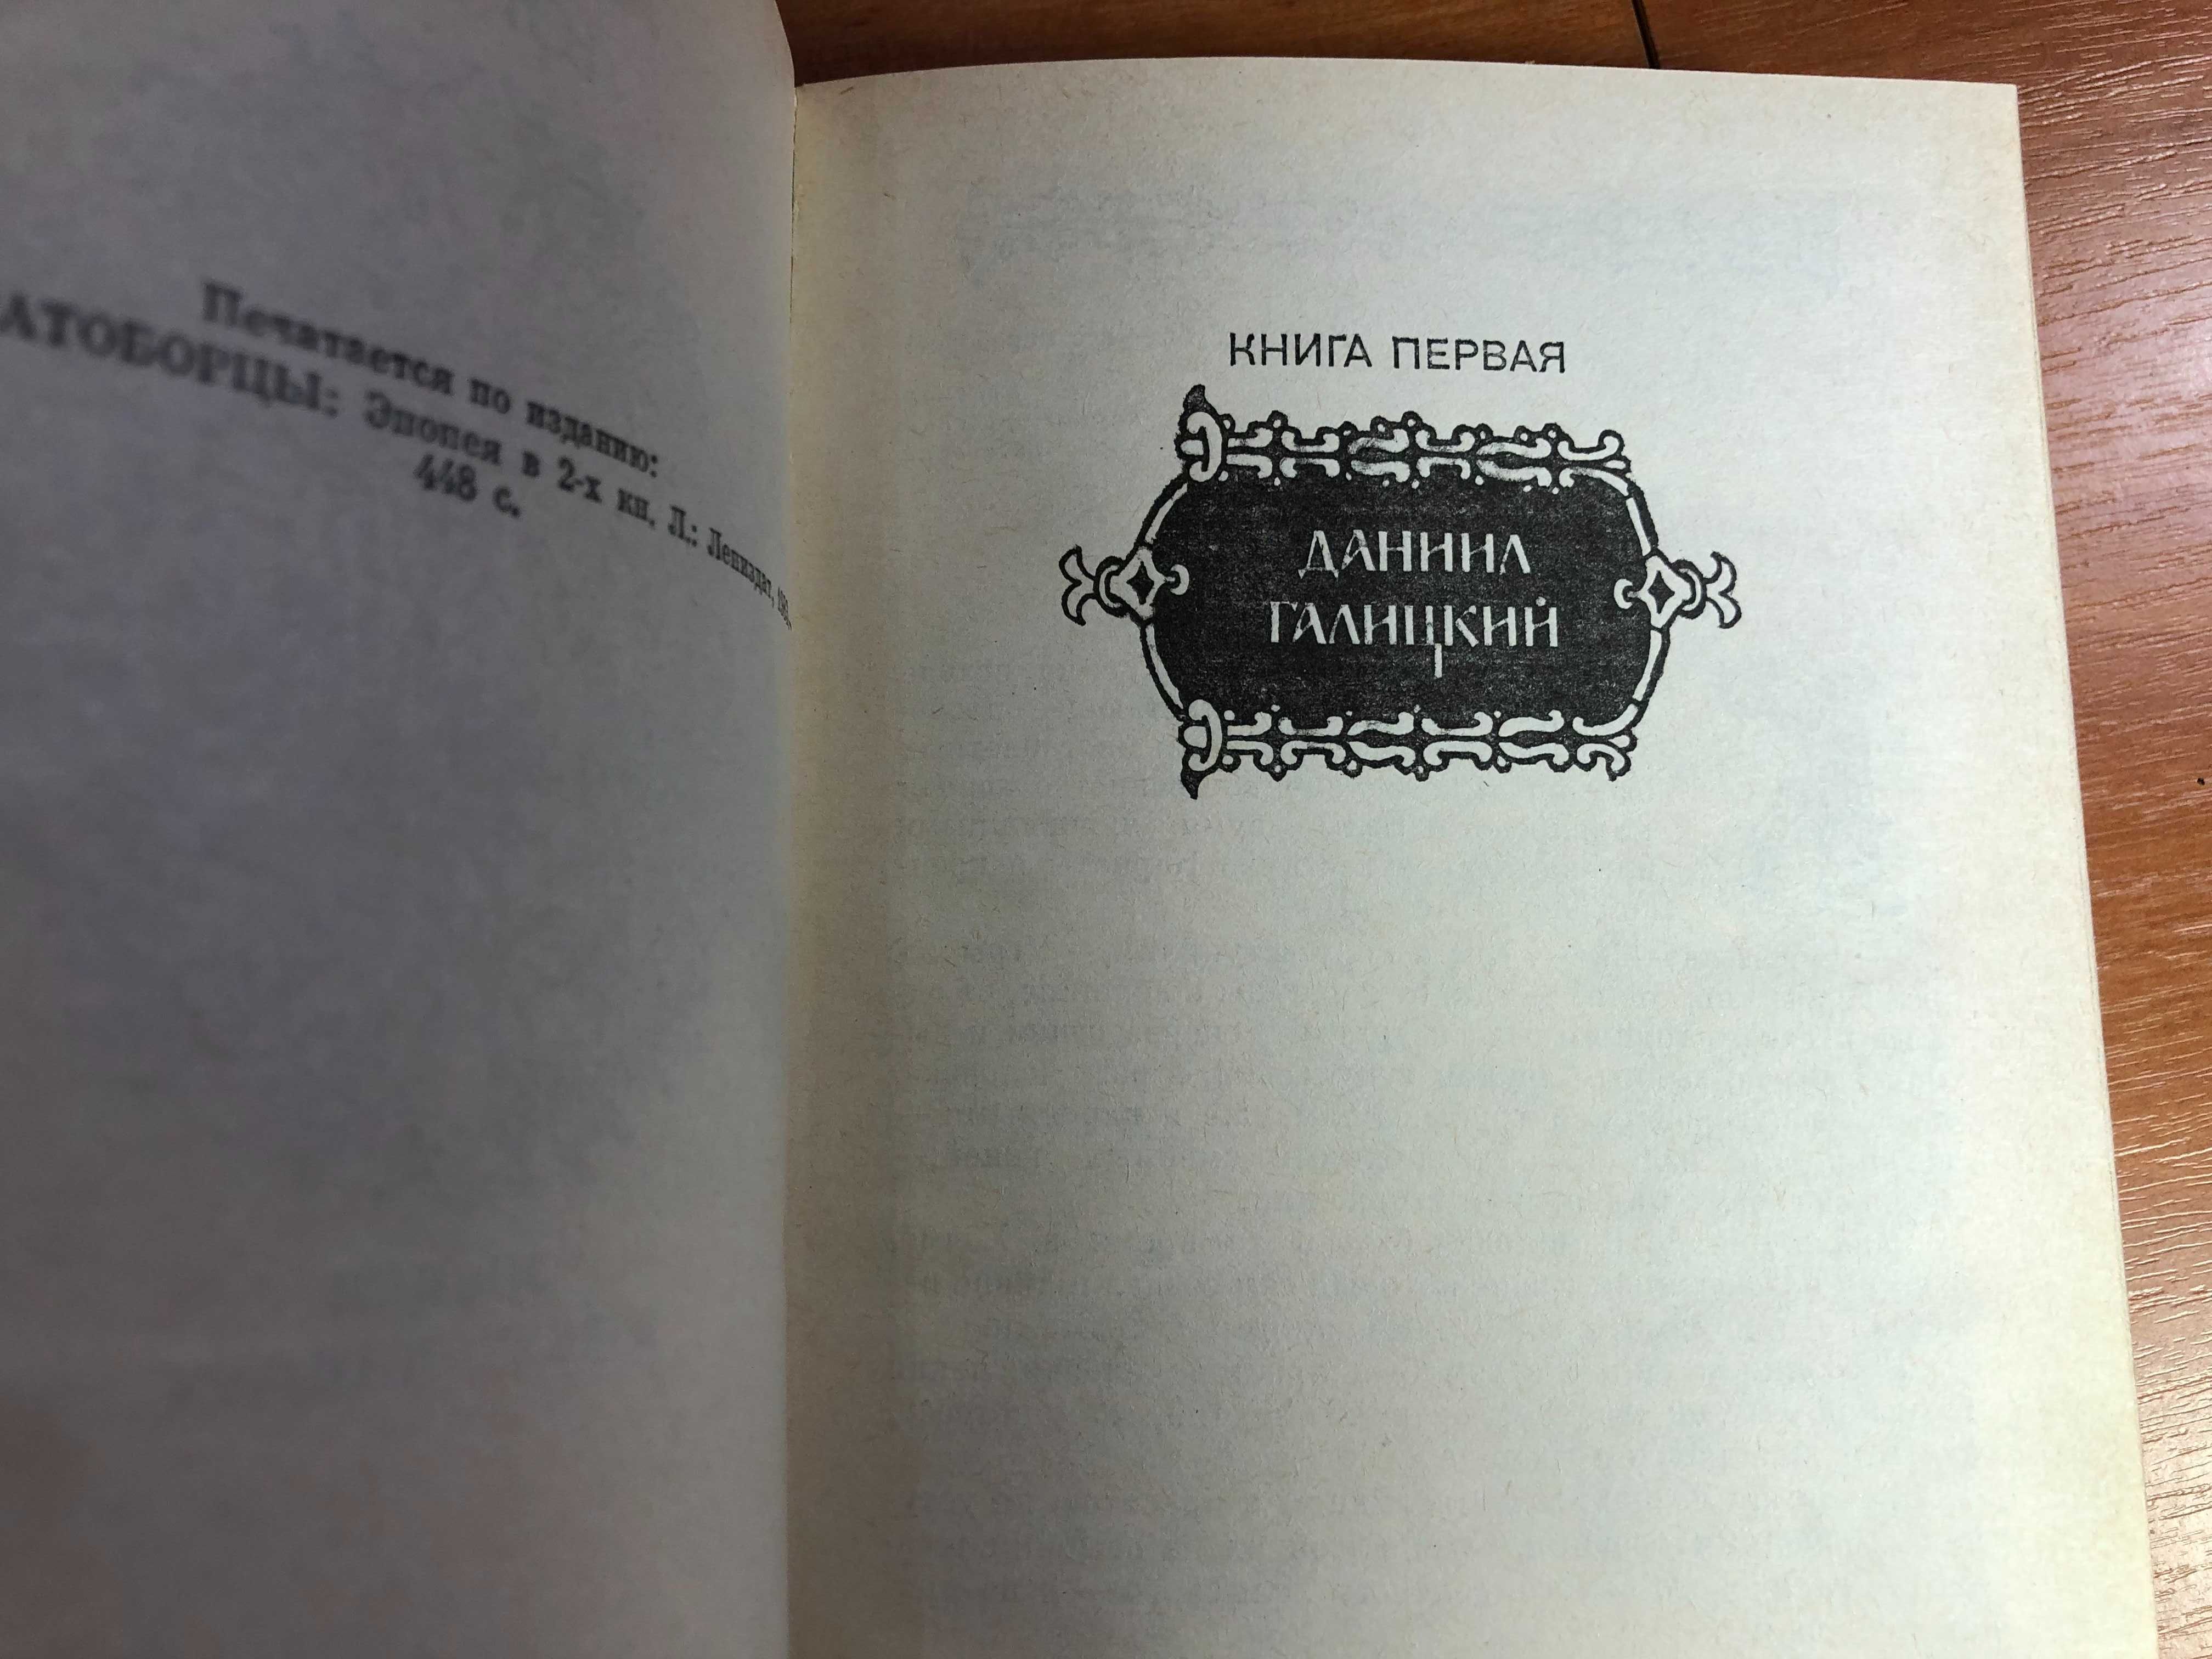 Печатается по изданию:
АТОБОРЦЫ: Эпопея в 2-х кн. Л.: Лениздат,
448 с.
КНИГА ПЕРВАЯ
ДАНИИЛ
ГАЛИЦКИЙ